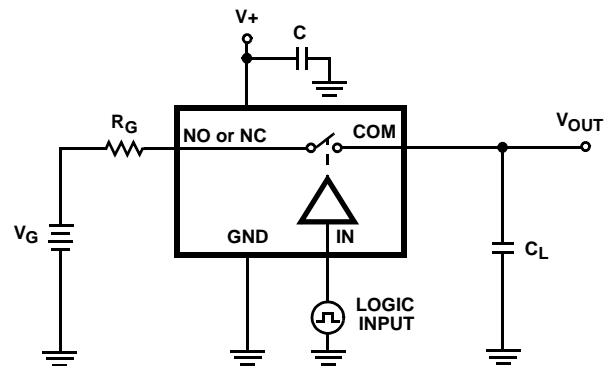 V+
C
RG
NO or NC
COM
VOUT
VG
GND
IN
CL
LOGIC
INPUT